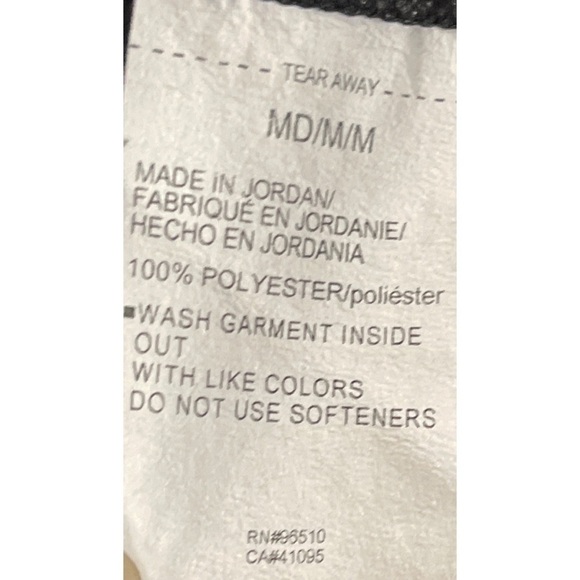 TEAR AWAY
MD/M/M
MADE IN JORDAN/
FABRIQUÉ EN JORDANIE/
HECHO EN JORDANIA
100% POLYESTER/poliéster
▪WASH GARMENT INSIDE
OUT
WITH LIKE COLORS
DO NOT USE SOFTENERS
RN#96510
CA#41095